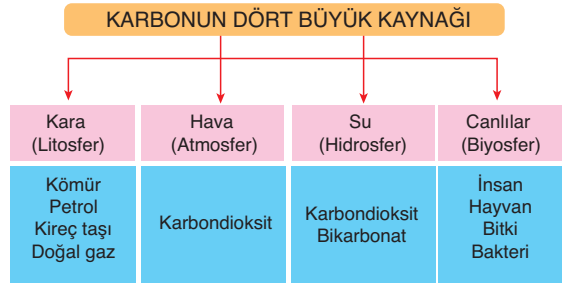 KARBONUN DÖRT BÜYÜK KAYNAĞI
Kara
(Litosfer)
Hava
(Atmosfer)
Su
(Hidrosfer)
Canlılar
(Biyosfer)
Kömür
Petrol
Kireç taşı
Doğal gaz
Karbondioksit
Karbondioksit
Bikarbonat
İnsan
Hayvan
Bitki
Bakteri